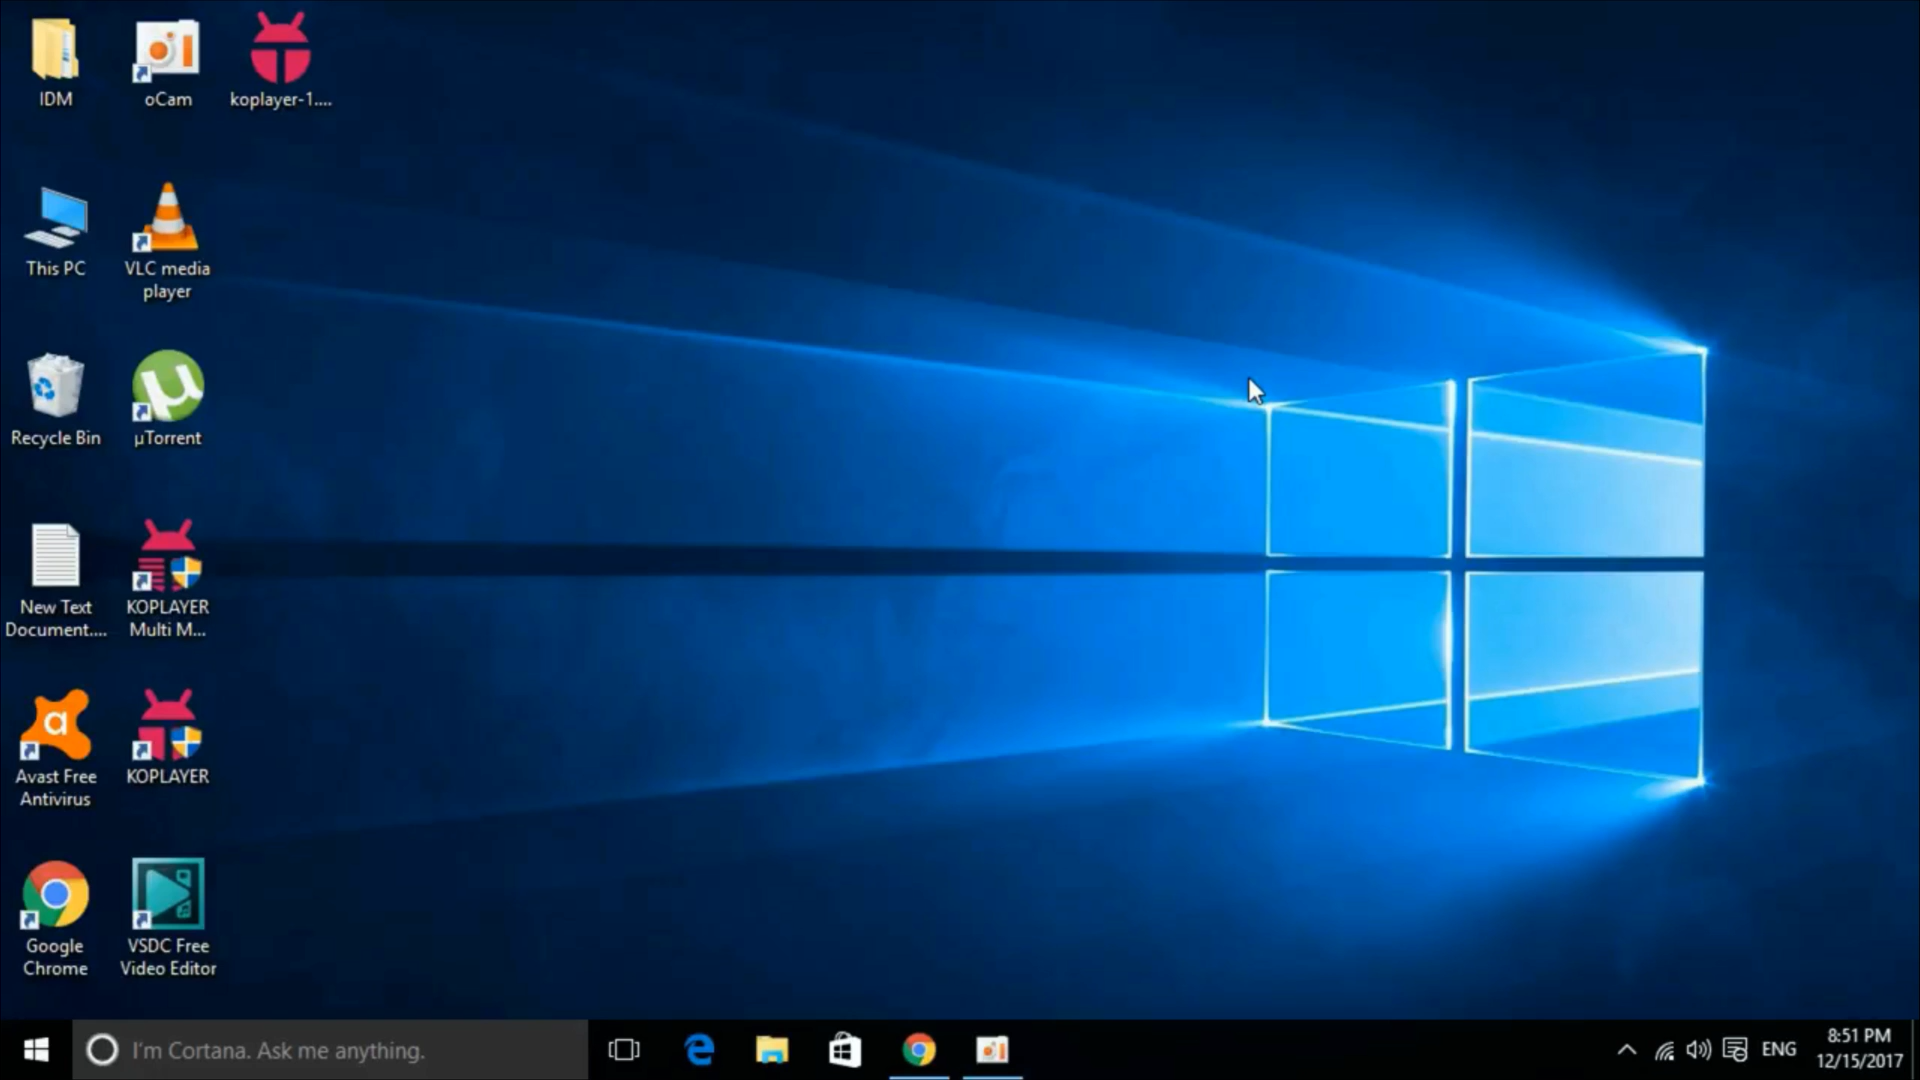 IDM
oCam
koplayer-1....
This PC
VLC media
player
Recycle Bin
µTorrent
New Text
Document....
KOPLAYER
Multi M...
Avast Free
Antivirus
KOPLAYER
Google
Chrome
VSDC Free
Video Editor
I'm Cortana. Ask me anything.
ENG
8:51 PM
12/15/2017